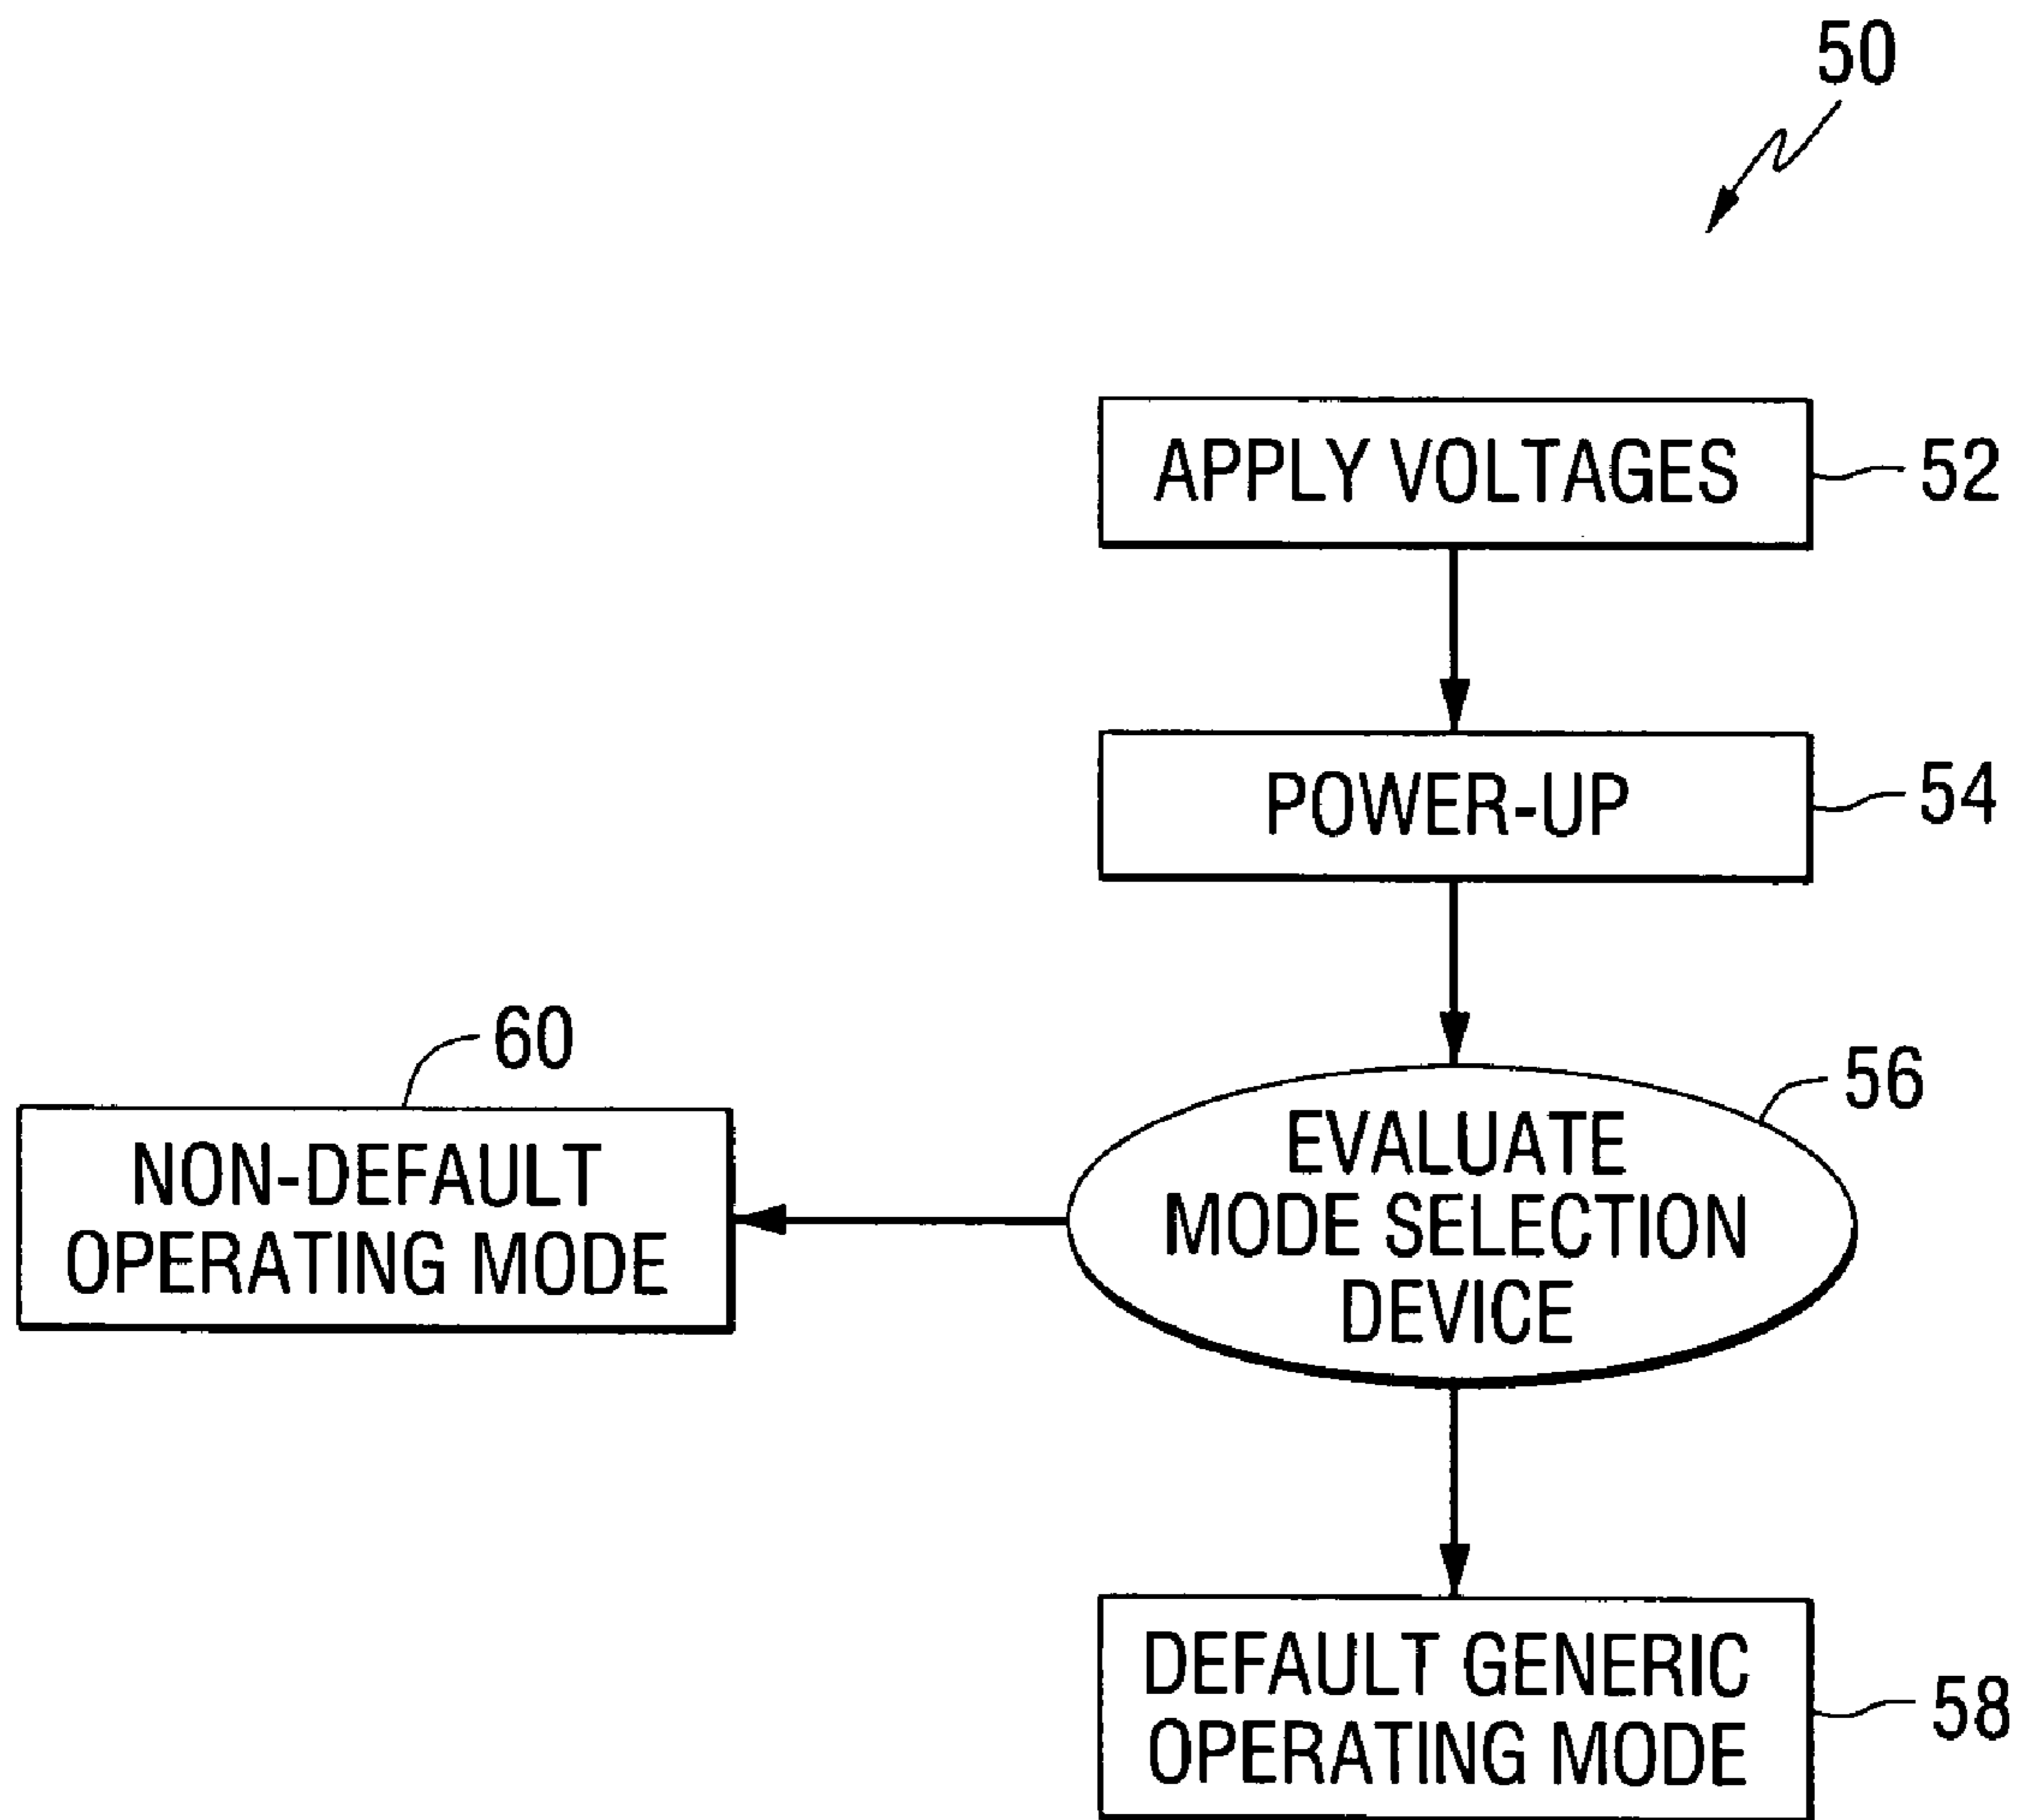 50
APPLY VOLTAGES
52
POWER-UP
54
60
NON-DEFAULT
OPERATING MODE
56
EVALUATE
MODE SELECTION
DEVICE
DEFAULT GENERIC
OPERATING MODE
58